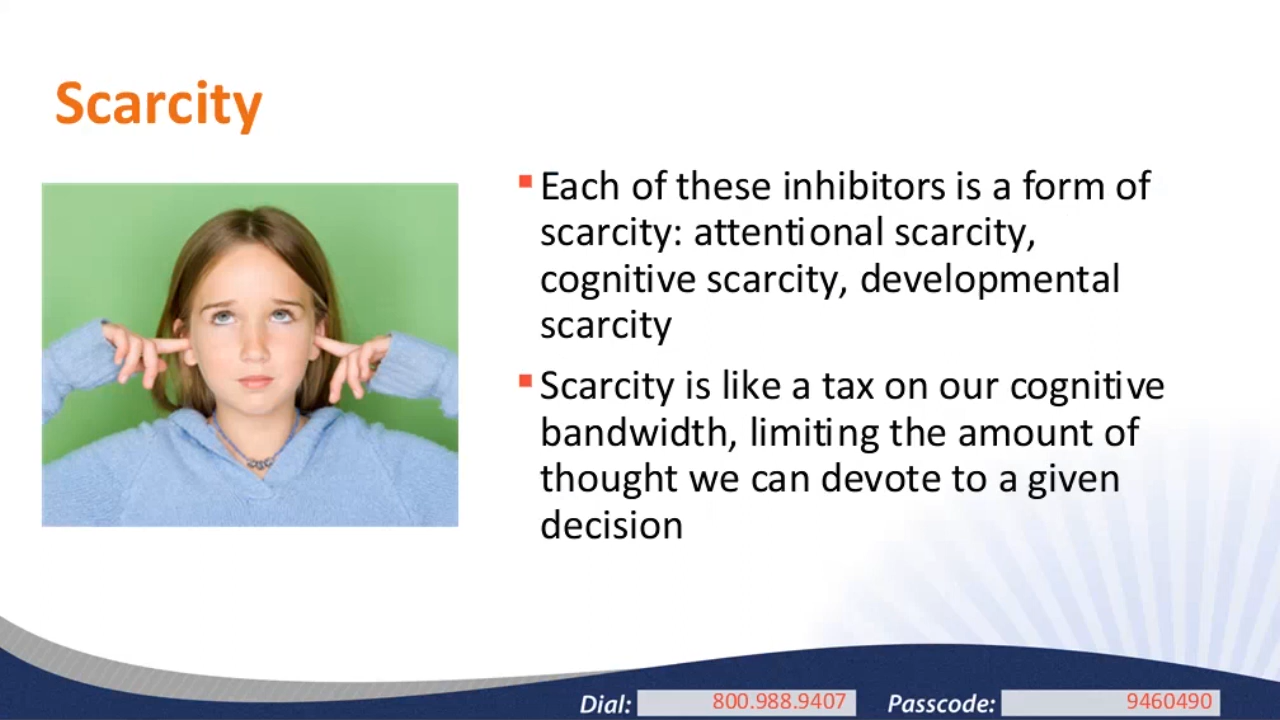 Scarcity
Each of these inhibitors is a form of
scarcity: attentional scarcity,
cognitive scarcity, developmental
scarcity
Scarcity is like a tax on our cognitive
bandwidth, limiting the amount of
thought we can devote to a given
decision
Dial: 800.988.9407 Passcode: 9460490